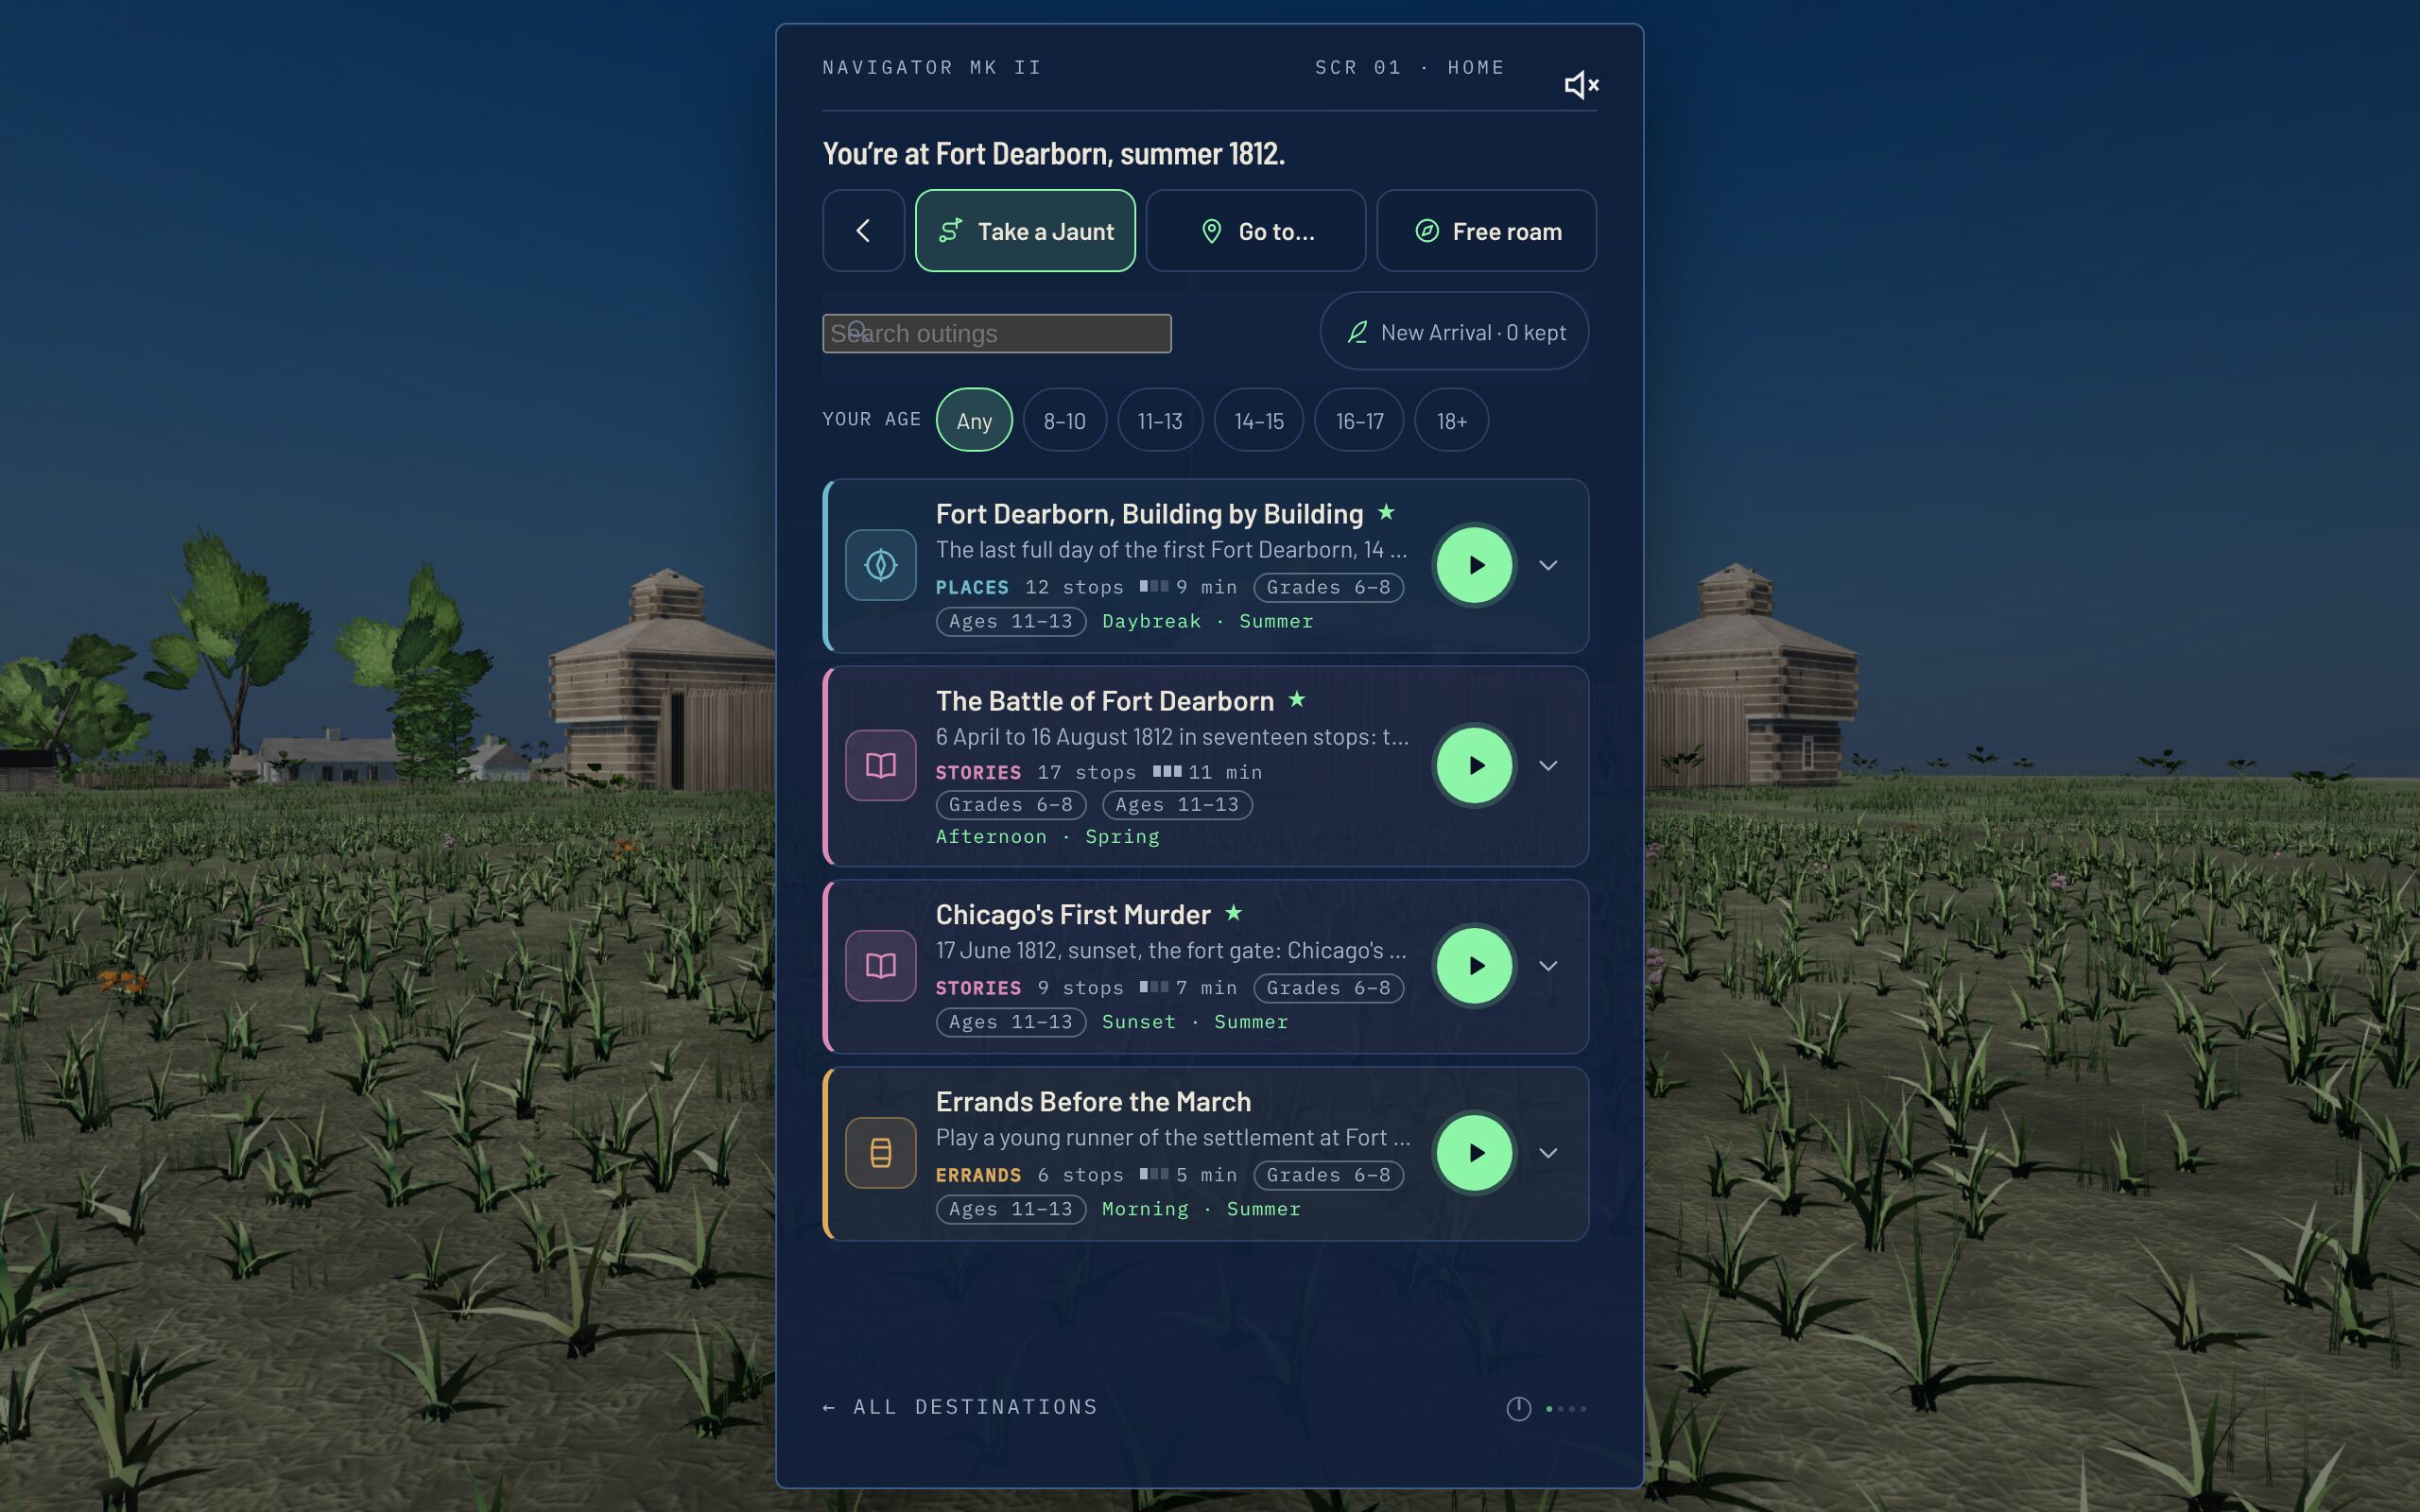 NAVIGATOR MK II
SCR 01 · HOME
You’re at Fort Dearborn, summer 1812.
Take a Jaunt
Go to…
Free roam
Search outings
New Arrival · 0 kept
YOUR AGE
Any
8–10
11–13
14–15
16–17
18+
Fort Dearborn, Building by Building ★
The last full day of the first Fort Dearborn, 14 …
PLACES 12 stops 9 min Grades 6–8
Ages 11–13 Daybreak · Summer
The Battle of Fort Dearborn ★
6 April to 16 August 1812 in seventeen stops: t…
STORIES 17 stops 11 min
Grades 6–8 Ages 11–13
Afternoon · Spring
Chicago's First Murder ★
17 June 1812, sunset, the fort gate: Chicago's …
STORIES 9 stops 7 min Grades 6–8
Ages 11–13 Sunset · Summer
Errands Before the March
Play a young runner of the settlement at Fort …
ERRANDS 6 stops 5 min Grades 6–8
Ages 11–13 Morning · Summer
← ALL DESTINATIONS